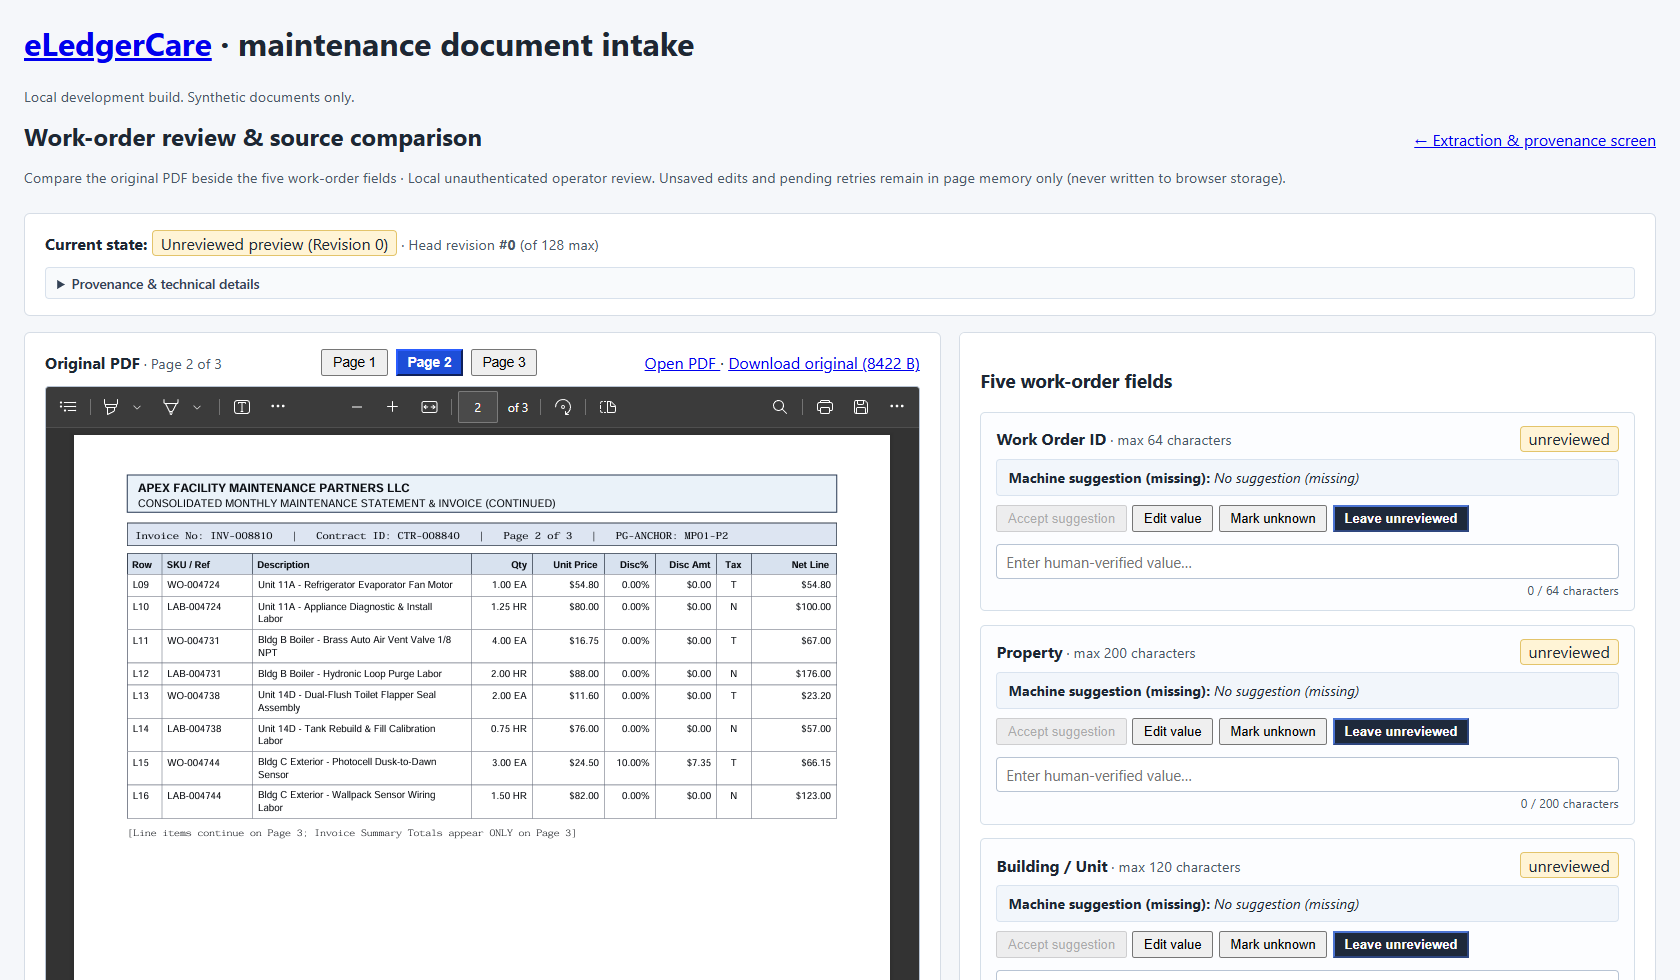 eLedgerCare · maintenance document intake
Local development build. Synthetic documents only.
Work-order review & source comparison
← Extraction & provenance screen
Compare the original PDF beside the five work-order fields · Local unauthenticated operator review. Unsaved edits and pending retries remain in page memory only (never written to browser storage).
Current state: Unreviewed preview (Revision 0) · Head revision #0 (of 128 max)
▶ Provenance & technical details
Original PDF · Page 2 of 3 Page 1 Page 2 Page 3 Open PDF · Download original (8422 B)
2 of 3
APEX FACILITY MAINTENANCE PARTNERS LLC
CONSOLIDATED MONTHLY MAINTENANCE STATEMENT & INVOICE (CONTINUED)
Invoice No: INV-008810 | Contract ID: CTR-008840 | Page 2 of 3 | PG-ANCHOR: MP01-P2
Row SKU / Ref Description Qty Unit Price Disc% Disc Amt Tax Net Line
L09 WO-004724 Unit 11A - Refrigerator Evaporator Fan Motor 1.00 EA $54.80 0.00% $0.00 T $54.80
L10 LAB-004724 Unit 11A - Appliance Diagnostic & Install 1.25 HR $80.00 0.00% $0.00 N $100.00
Labor
L11 WO-004731 Bldg B Boiler - Brass Auto Air Vent Valve 1/8 4.00 EA $16.75 0.00% $0.00 T $67.00
NPT
L12 LAB-004731 Bldg B Boiler - Hydronic Loop Purge Labor 2.00 HR $88.00 0.00% $0.00 N $176.00
L13 WO-004738 Unit 14D - Dual-Flush Toilet Flapper Seal 2.00 EA $11.60 0.00% $0.00 T $23.20
Assembly
L14 LAB-004738 Unit 14D - Tank Rebuild & Fill Calibration 0.75 HR $76.00 0.00% $0.00 N $57.00
Labor
L15 WO-004744 Bldg C Exterior - Photocell Dusk-to-Dawn 3.00 EA $24.50 10.00% $7.35 T $66.15
Sensor
L16 LAB-004744 Bldg C Exterior - Wallpack Sensor Wiring 1.50 HR $82.00 0.00% $0.00 N $123.00
Labor
[Line items continue on Page 3; Invoice Summary Totals appear ONLY on Page 3]
Five work-order fields
Work Order ID · max 64 characters unreviewed
Machine suggestion (missing): No suggestion (missing)
Accept suggestion Edit value Mark unknown Leave unreviewed
Enter human-verified value...
0 / 64 characters
Property · max 200 characters unreviewed
Machine suggestion (missing): No suggestion (missing)
Accept suggestion Edit value Mark unknown Leave unreviewed
Enter human-verified value...
0 / 200 characters
Building / Unit · max 120 characters unreviewed
Machine suggestion (missing): No suggestion (missing)
Accept suggestion Edit value Mark unknown Leave unreviewed